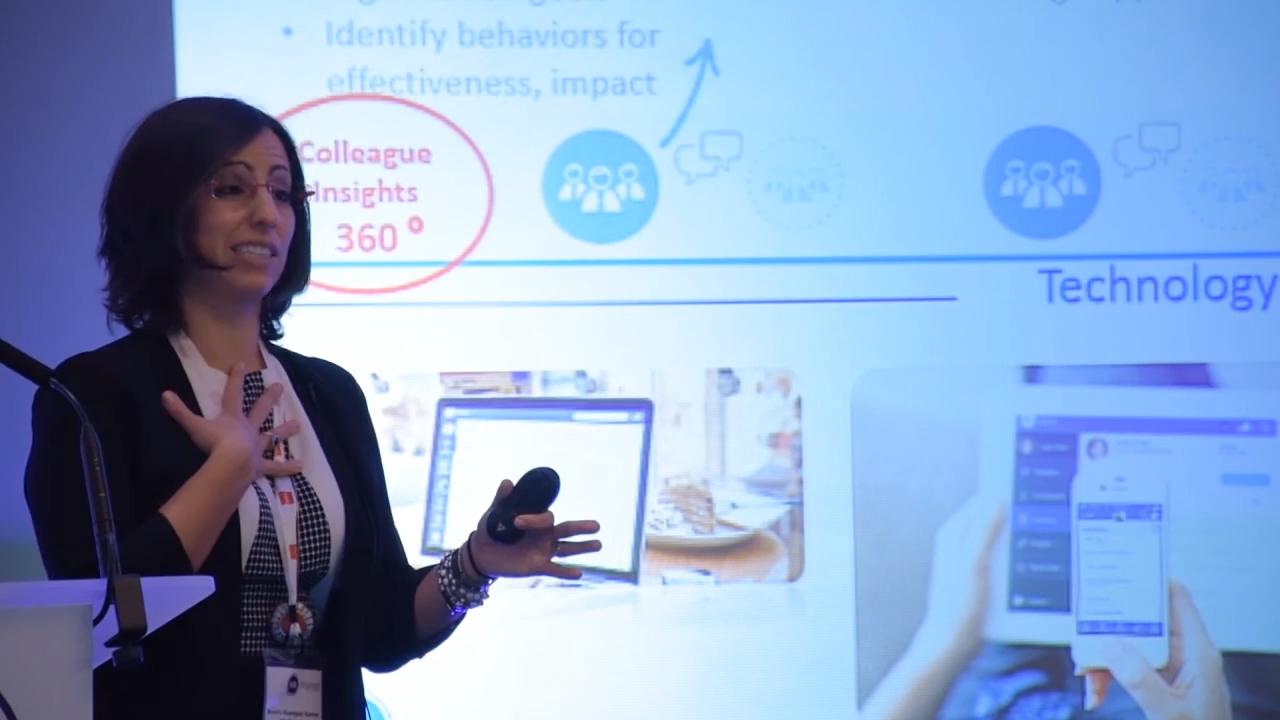 • Identify behaviors for
effectiveness, impact
Colleague
Insights
360 °
Technology